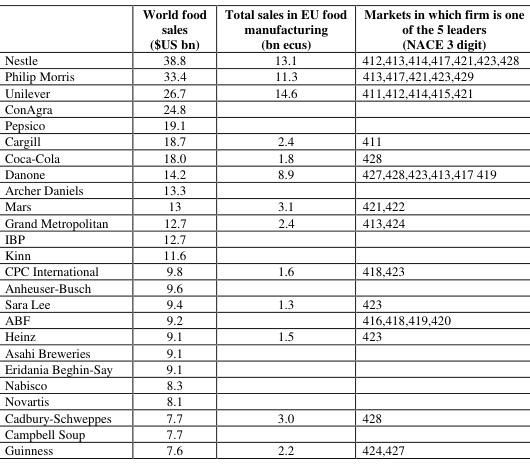 World food sales ($US bn) | Total sales in EU food manufacturing (bn ecus) | Markets in which firm is one of the 5 leaders (NACE 3 digit)
Nestle 38.8 13.1 412,413,414,417,421,423,428
Philip Morris 33.4 11.3 413,417,421,423,429
Unilever 26.7 14.6 411,412,414,415,421
ConAgra 24.8
Pepsico 19.1
Cargill 18.7 2.4 411
Coca-Cola 18.0 1.8 428
Danone 14.2 8.9 427,428,423,413,417 419
Archer Daniels 13.3
Mars 13 3.1 421,422
Grand Metropolitan 12.7 2.4 413,424
IBP 12.7
Kinn 11.6
CPC International 9.8 1.6 418,423
Anheuser-Busch 9.6
Sara Lee 9.4 1.3 423
ABF 9.2 416,418,419,420
Heinz 9.1 1.5 423
Asahi Breweries 9.1
Eridania Beghin-Say 9.1
Nabisco 8.3
Novartis 8.1
Cadbury-Schweppes 7.7 3.0 428
Campbell Soup 7.7
Guinness 7.6 2.2 424,427